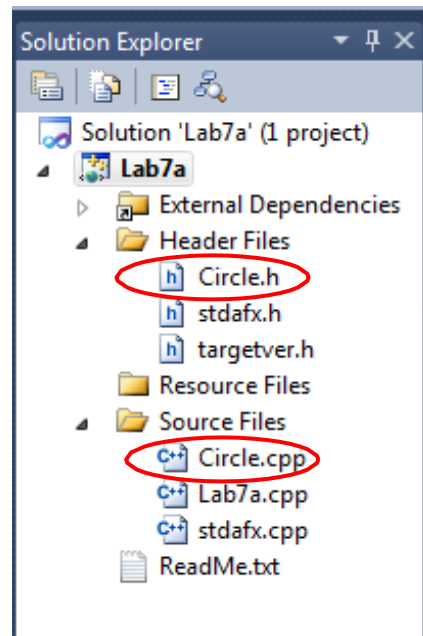 Solution Explorer
Solution 'Lab7a' (1 project)
Lab7a
External Dependencies
Header Files
h Circle.h
h stdafx.h
h targetver.h
Resource Files
Source Files
C++ Circle.cpp
C++ Lab7a.cpp
C++ stdafx.cpp
ReadMe.txt